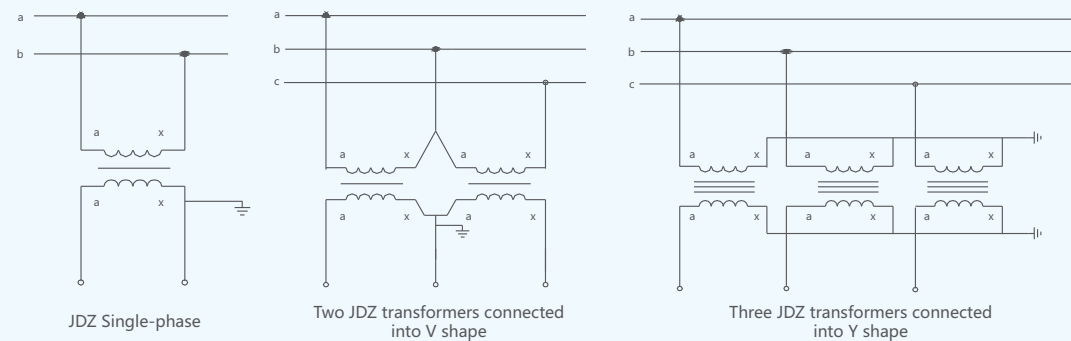 a
b
a x
a x
JDZ Single-phase
a
b
c
a x a x
a x a x
Two JDZ transformers connected
into V shape
a
b
c
a x a x a x
a x a x a x
Three JDZ transformers connected
into Y shape